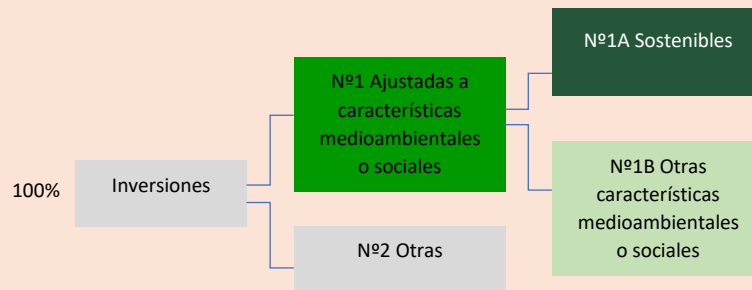 100%
Inversiones
Nº1 Ajustadas a
características
medioambientales
o sociales
Nº2 Otras
Nº1A Sostenibles
Nº1B Otras
características
medioambientales
o sociales